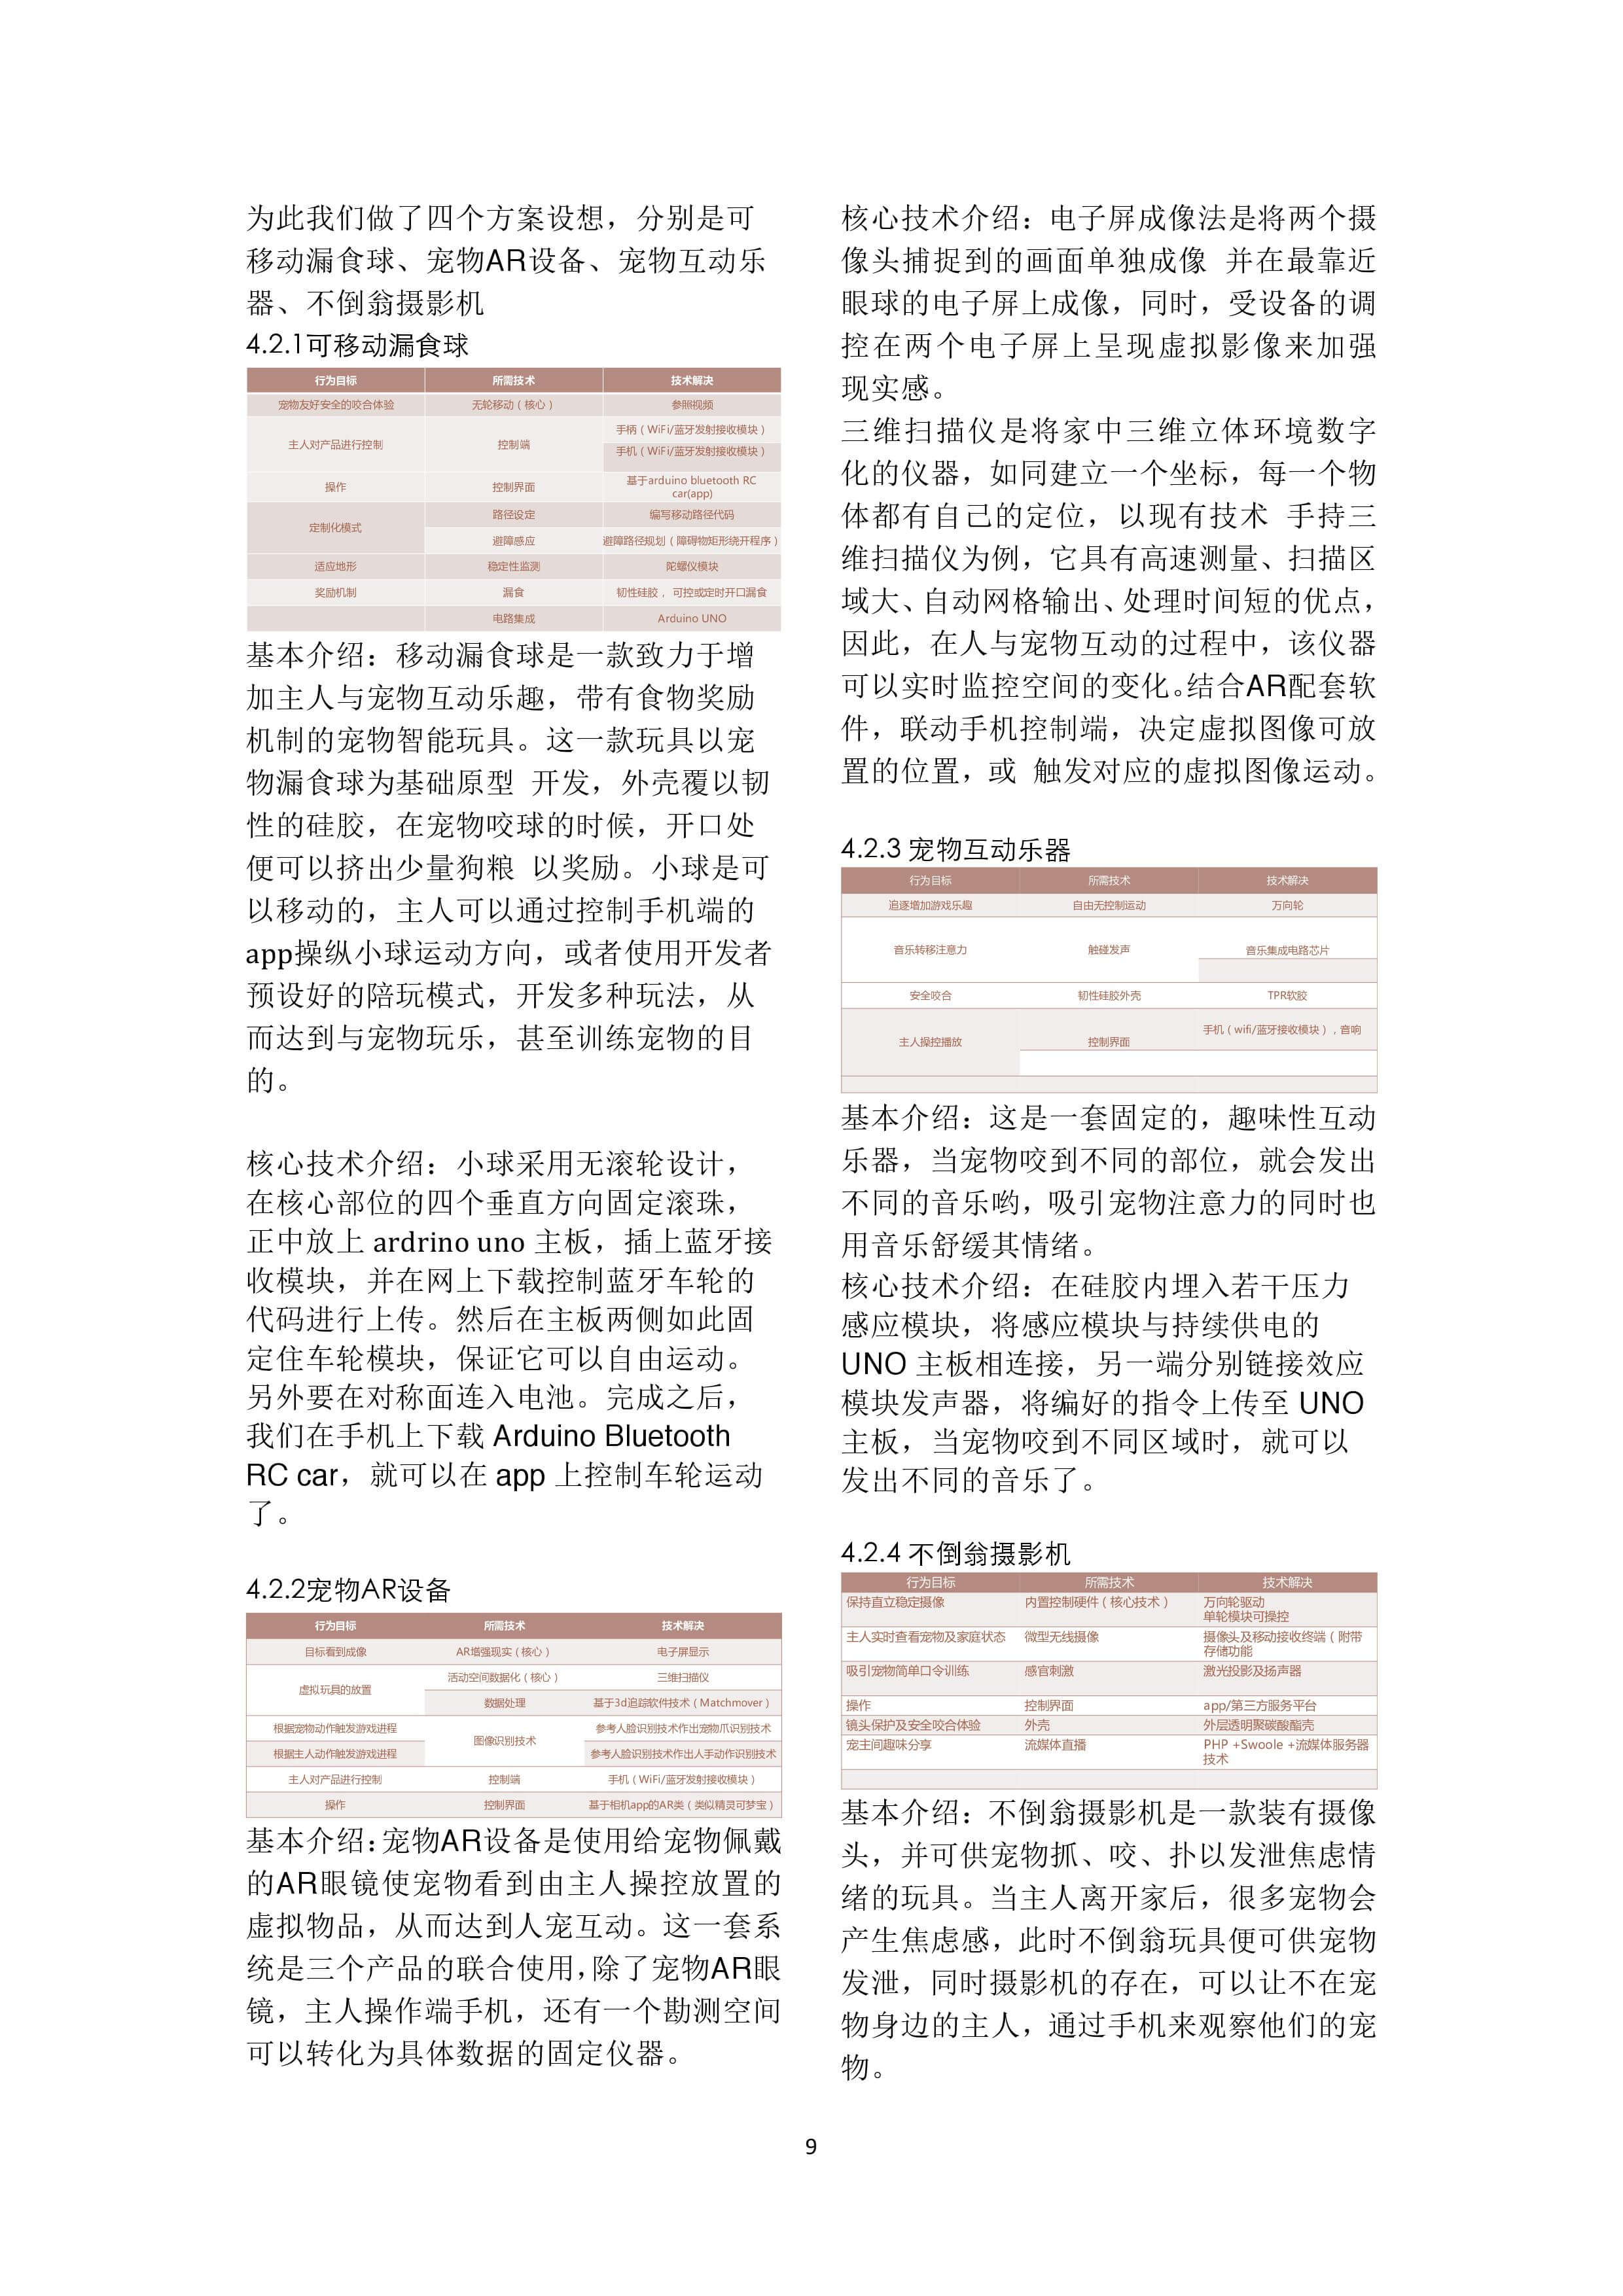 为此我们做了四个方案设想，分别是可
移动漏食球、宠物AR设备、宠物互动乐
器、不倒翁摄影机
4.2.1可移动漏食球
行为目标 所需技术 技术解决
宠物友好安全的咬合体验 无轮移动（核心） 参照视频
主人对产品进行控制 控制端 手柄（WiFi/蓝牙发射接收模块）
手机（WiFi/蓝牙发射接收模块）
操作 控制界面 基于arduino bluetooth RC
car(app)
定制化模式 路径设定 编写移动路径代码
避障感应 避障路径规划（障碍物矩形绕开程序）
适应地形 稳定性监测 陀螺仪模块
奖励机制 漏食 韧性硅胶，可控或定时开口漏食
电路集成 Arduino UNO
基本介绍：移动漏食球是一款致力于增
加主人与宠物互动乐趣，带有食物奖励
机制的宠物智能玩具。这一款玩具以宠
物漏食球为基础原型 开发，外壳覆以韧
性的硅胶，在宠物咬球的时候，开口处
便可以挤出少量狗粮 以奖励。小球是可
以移动的，主人可以通过控制手机端的
app操纵小球运动方向，或者使用开发者
预设好的陪玩模式，开发多种玩法，从
而达到与宠物玩乐，甚至训练宠物的目
的。
核心技术介绍：小球采用无滚轮设计，
在核心部位的四个垂直方向固定滚珠，
正中放上 ardrino uno 主板，插上蓝牙接
收模块，并在网上下载控制蓝牙车轮的
代码进行上传。然后在主板两侧如此固
定住车轮模块，保证它可以自由运动。
另外要在对称面连入电池。完成之后，
我们在手机上下载 Arduino Bluetooth
RC car，就可以在 app 上控制车轮运动
了。
4.2.2宠物AR设备
行为目标 所需技术 技术解决
目标看到成像 AR增强现实（核心） 电子屏显示
虚拟玩具的放置 活动空间数据化（核心） 三维扫描仪
数据处理 基于3d追踪软件技术（Matchmover）
根据宠物动作触发游戏进程 图像识别技术 参考人脸识别技术作出宠物爪识别技术
根据主人动作触发游戏进程 参考人脸识别技术作出人手动作识别技术
主人对产品进行控制 控制端 手机（WiFi/蓝牙发射接收模块）
操作 控制界面 基于相机app的AR类（类似精灵可梦宝）
基本介绍：宠物AR设备是使用给宠物佩戴
的AR眼镜使宠物看到由主人操控放置的
虚拟物品，从而达到人宠互动。这一套系
统是三个产品的联合使用，除了宠物AR眼
镜，主人操作端手机，还有一个勘测空间
可以转化为具体数据的固定仪器。
核心技术介绍：电子屏成像法是将两个摄
像头捕捉到的画面单独成像 并在最靠近
眼球的电子屏上成像，同时，受设备的调
控在两个电子屏上呈现虚拟影像来加强
现实感。
三维扫描仪是将家中三维立体环境数字
化的仪器，如同建立一个坐标，每一个物
体都有自己的定位，以现有技术 手持三
维扫描仪为例，它具有高速测量、扫描区
域大、自动网格输出、处理时间短的优点，
因此，在人与宠物互动的过程中，该仪器
可以实时监控空间的变化。结合AR配套软
件，联动手机控制端，决定虚拟图像可放
置的位置，或 触发对应的虚拟图像运动。
4.2.3 宠物互动乐器
行为目标 所需技术 技术解决
追逐增加游戏乐趣 自由无控制运动 万向轮
音乐转移注意力 触碰发声 音乐集成电路芯片
安全咬合 韧性硅胶外壳 TPR软胶
主人操控播放 控制界面 手机（wifi/蓝牙接收模块），音响
基本介绍：这是一套固定的，趣味性互动
乐器，当宠物咬到不同的部位，就会发出
不同的音乐哟，吸引宠物注意力的同时也
用音乐舒缓其情绪。
核心技术介绍：在硅胶内埋入若干压力
感应模块，将感应模块与持续供电的
UNO 主板相连接，另一端分别链接效应
模块发声器，将编好的指令上传至 UNO
主板，当宠物咬到不同区域时，就可以
发出不同的音乐了。
4.2.4 不倒翁摄影机
行为目标 所需技术 技术解决
保持直立稳定摄像 内置控制硬件（核心技术） 万向轮驱动
单轮模块可操控
主人实时查看宠物及家庭状态 微型无线摄像 摄像头及移动接收终端（附带
存储功能
吸引宠物简单口令训练 感官刺激 激光投影及扬声器
操作 控制界面 app/第三方服务平台
镜头保护及安全咬合体验 外壳 外层透明聚碳酸酯壳
宠主间趣味分享 流媒体直播 PHP +Swoole +流媒体服务器
技术
基本介绍：不倒翁摄影机是一款装有摄像
头，并可供宠物抓、咬、扑以发泄焦虑情
绪的玩具。当主人离开家后，很多宠物会
产生焦虑感，此时不倒翁玩具便可供宠物
发泄，同时摄影机的存在，可以让不在宠
物身边的主人，通过手机来观察他们的宠
物。
9